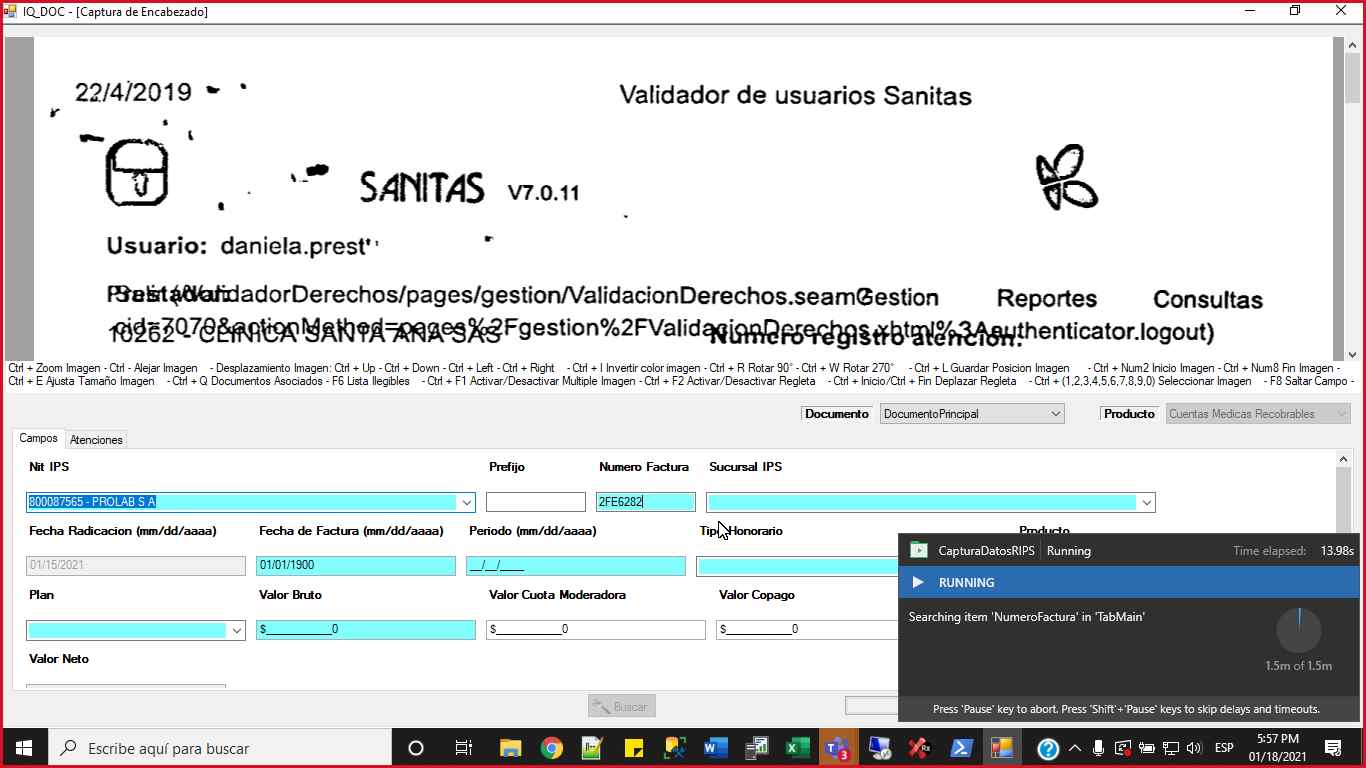 IQ_DOC - [Captura de Encabezado]
22/4/2019 Validador de usuarios Sanitas
SANITAS V7.0.11
Usuario: daniela.prest
(/ValidadorDerechos/pages/gestion/ValidacionDerechos.seam? Gestion Reportes Consultas
cid=7070&actionMethod=pages%2Fgestion%2FValidacionDerechos.xhtml%3Aauthenticator.logout)
10262 - CLINICA SANTA ANA SAS Numero registro atencion:
Ctrl + Zoom Imagen - Ctrl - Alejar Imagen - Desplazamiento Imagen: Ctrl + Up - Ctrl + Down - Ctrl + Left - Ctrl + Right - Ctrl + I Invertir color imagen - Ctrl + R Rotar 90° - Ctrl + W Rotar 270° - Ctrl + L Guardar Posicion Imagen - Ctrl + Num2 Inicio Imagen - Ctrl + Num8 Fin Imagen -
Ctrl + E Ajusta Tamaño Imagen - Ctrl + Q Documentos Asociados - F6 Lista Ilegibles - Ctrl + F1 Activar/Desactivar Multiple Imagen - Ctrl + F2 Activar/Desactivar Regleta - Ctrl + Inicio/Ctrl + Fin Deplazar Regleta - Ctrl + (1,2,3,4,5,6,7,8,9,0) Seleccionar Imagen - F8 Saltar Campo -
Documento DocumentoPrincipal Producto Cuentas Medicas Recobrables
Campos Atenciones
Nit IPS Prefijo Numero Factura Sucursal IPS
800087565 - PROLAB S A 2FE6282
Fecha Radicacion (mm/dd/aaaa) Fecha de Factura (mm/dd/aaaa) Periodo (mm/dd/aaaa) Tipo Honorario Producto
01/15/2021 01/01/1900 __/__/____
Plan Valor Bruto Valor Cuota Moderadora Valor Copago
$__________0 $__________0 $__________0
Valor Neto
Buscar
CapturaDatosRIPS Running Time elapsed: 13.98s
RUNNING
Searching item 'NumeroFactura' in 'TabMain'
1.5m of 1.5m
Press 'Pause' key to abort. Press 'Shift'+'Pause' keys to skip delays and timeouts.
Escribe aquí para buscar
3
ESP
5:57 PM
01/18/2021